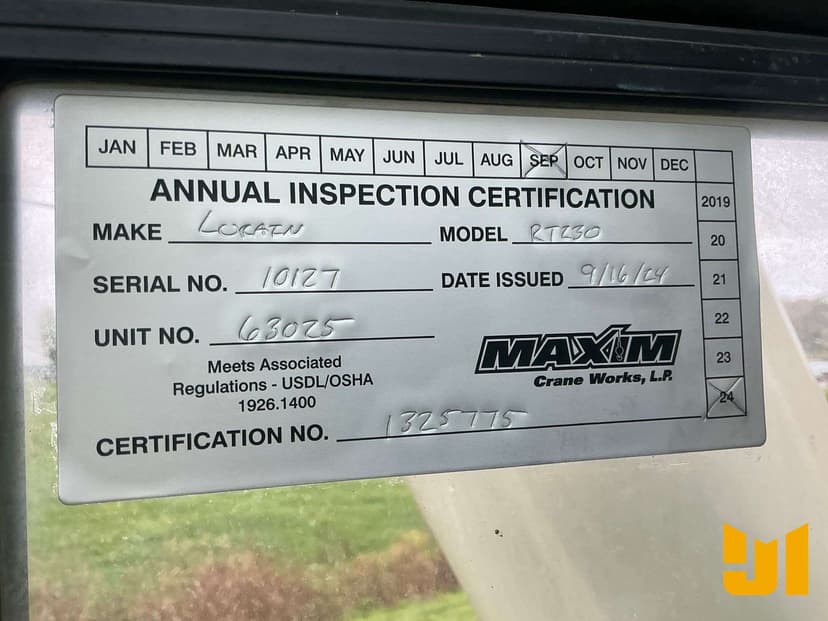 JAN FEB MAR APR MAY JUN JUL AUG SEP OCT NOV DEC
ANNUAL INSPECTION CERTIFICATION
2019
MAKE LORAIN MODEL RT230
20
SERIAL NO. 10127 DATE ISSUED 9/16/24
21
UNIT NO. 63025
22
Meets Associated
Regulations - USDL/OSHA
1926.1400
MAXIM
Crane Works, L.P.
23
24
CERTIFICATION NO. 1325775